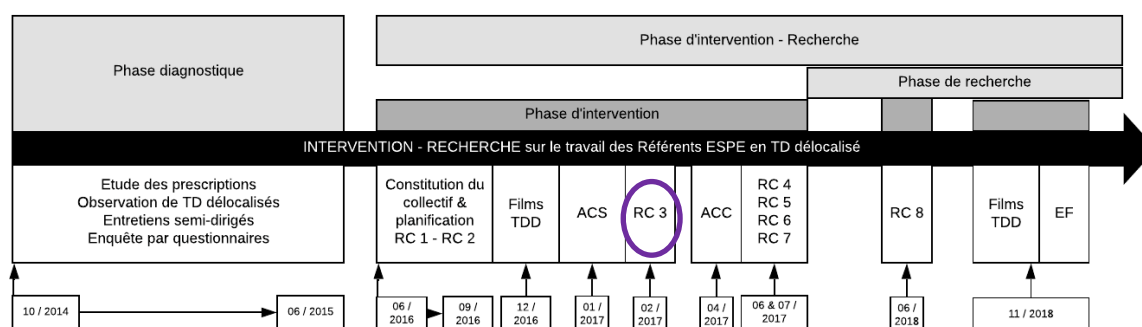 Phase d'intervention - Recherche
Phase diagnostique
Phase de recherche
Phase d'intervention
INTERVENTION - RECHERCHE sur le travail des Référents ESPE en TD délocalisé
Etude des prescriptions
Observation de TD délocalisés
Entretiens semi-dirigés
Enquête par questionnaires
Constitution du
collectif &
planification
RC 1 - RC 2
Films
TDD
ACS
RC 3
ACC
RC 4
RC 5
RC 6
RC 7
RC 8
Films
TDD
EF
10 / 2014
06 / 2015
06 /
2016
09 /
2016
12 /
2016
01 /
2017
02 /
2017
04 /
2017
06 & 07 /
2017
06 /
2018
11 / 2018